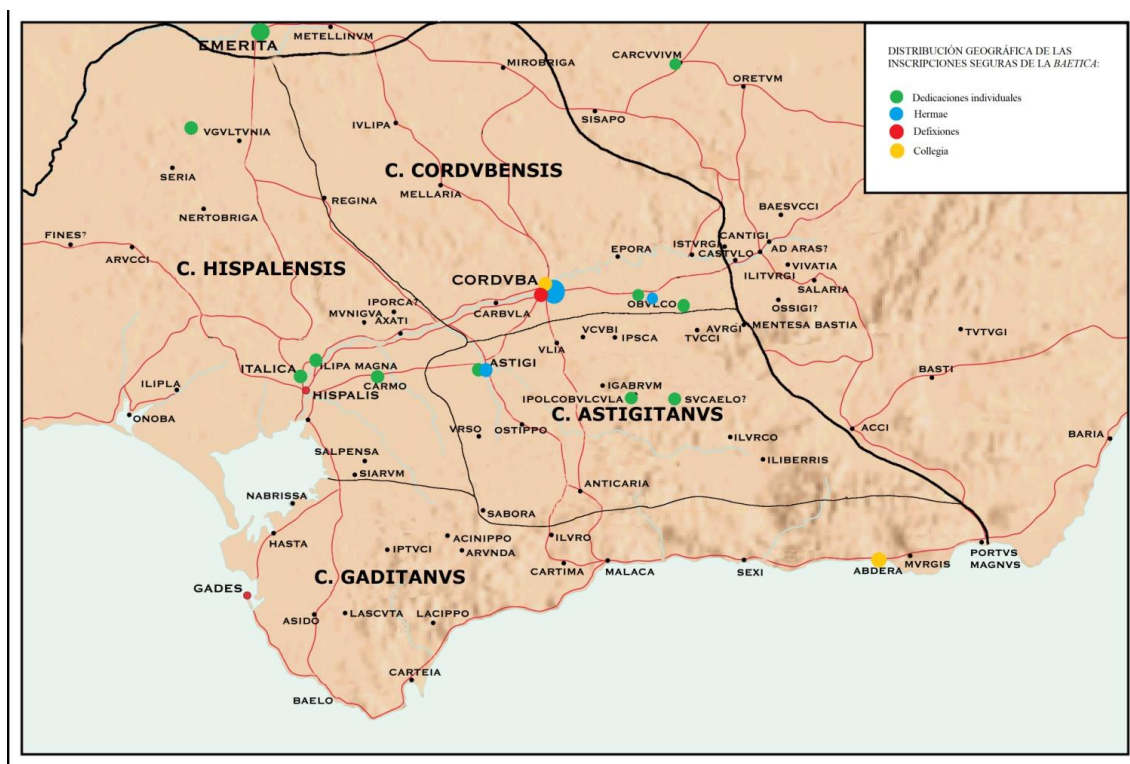 DISTRIBUCIÓN GEOGRÁFICA DE LAS
INSCRIPCIONES SEGURAS DE LA BAETICA:
Dedicaciones individuales
Hermae
Defixiones
Collegia
EMERITA
METELLINVM
MIROBRIGA
CARCVVIVM
ORETVM
SISAPO
VGVLTVNIA
IVLIPA
SERIA
C. CORDVBENSIS
MELLARIA
REGINA
NERTOBRIGA
BAESVCCI
FINES?
ARVCCI
EPORA
ISTVRGI
CANTIGI
CASTVLO
AD ARAS?
C. HISPALENSIS
CORDVBA
ILITVRGI
VIVATIA
SALARIA
IPORCA?
MVNIGVA
AXATI
CARBVLA
OBVLCO
OSSIGI?
VCVBI
IPSCA
TVCCI
AVRGI
MENTESA BASTIA
TVTVGI
VLIA
ITALICA
ILIPA MAGNA
ASTIGI
CARMO
HISPALIS
ILIPLA
ONOBA
BASTI
IGABRVM
IPOLCOBVLCVLA
SVCAELO?
C. ASTIGITANVS
VRSO
OSTIPPO
ACCI
BARIA
ILVRCO
ILIBERRIS
SALPENSA
SIARVM
NABRISSA
ANTICARIA
SABORA
HASTA
ACINIPPO
IPTVCI
ARVNDA
ILVRO
C. GADITANVS
CARTIMA
MALACA
SEXI
ABDERA
MVRGIS
PORTVS
MAGNVS
GADES
ASIDO
LASCVTA
LACIPPO
CARTEIA
BAELO